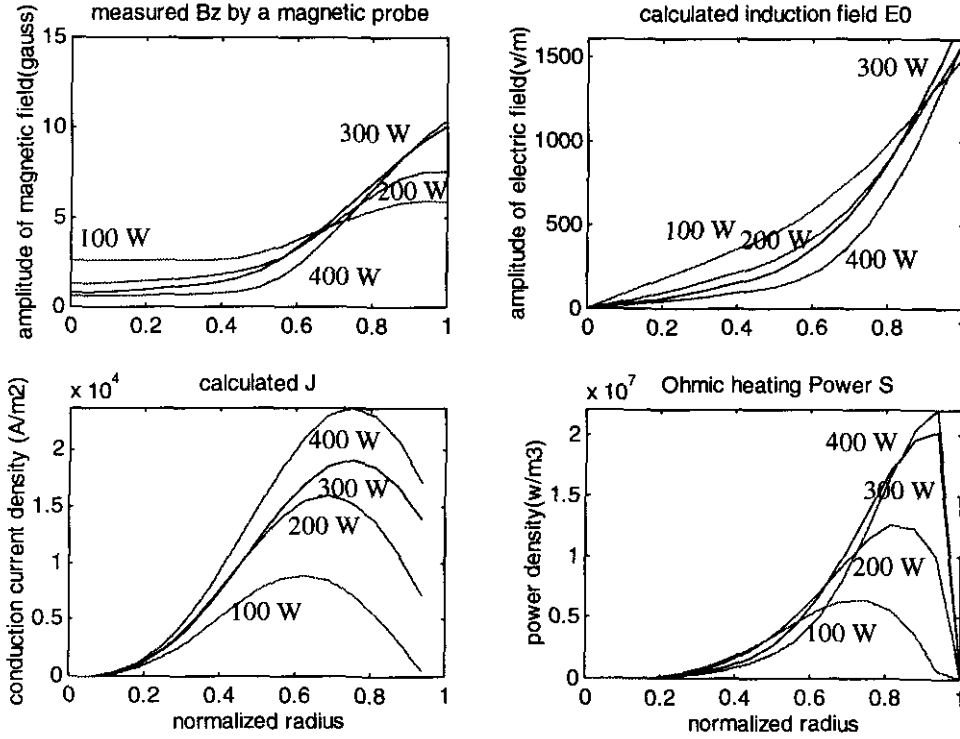 measured Bz by a magnetic probe
amplitude of magnetic field(gauss)
15
10
5
0
300 W
200 W
100 W
400 W
0 0.2 0.4 0.6 0.8 1
calculated induction field E0
amplitude of electric field(v/m)
1500
1000
500
0
300 W
100 W
200 W
400 W
0 0.2 0.4 0.6 0.8 1
x 10^4
calculated J
conduction current density (A/m2)
2
1.5
1
0.5
0
400 W
300 W
200 W
100 W
0 0.2 0.4 0.6 0.8 1
normalized radius
x 10^7
Ohmic heating Power S
power density(w/m3)
2
1.5
1
0.5
0
400 W
300 W
200 W
100 W
0 0.2 0.4 0.6 0.8 1
normalized radius